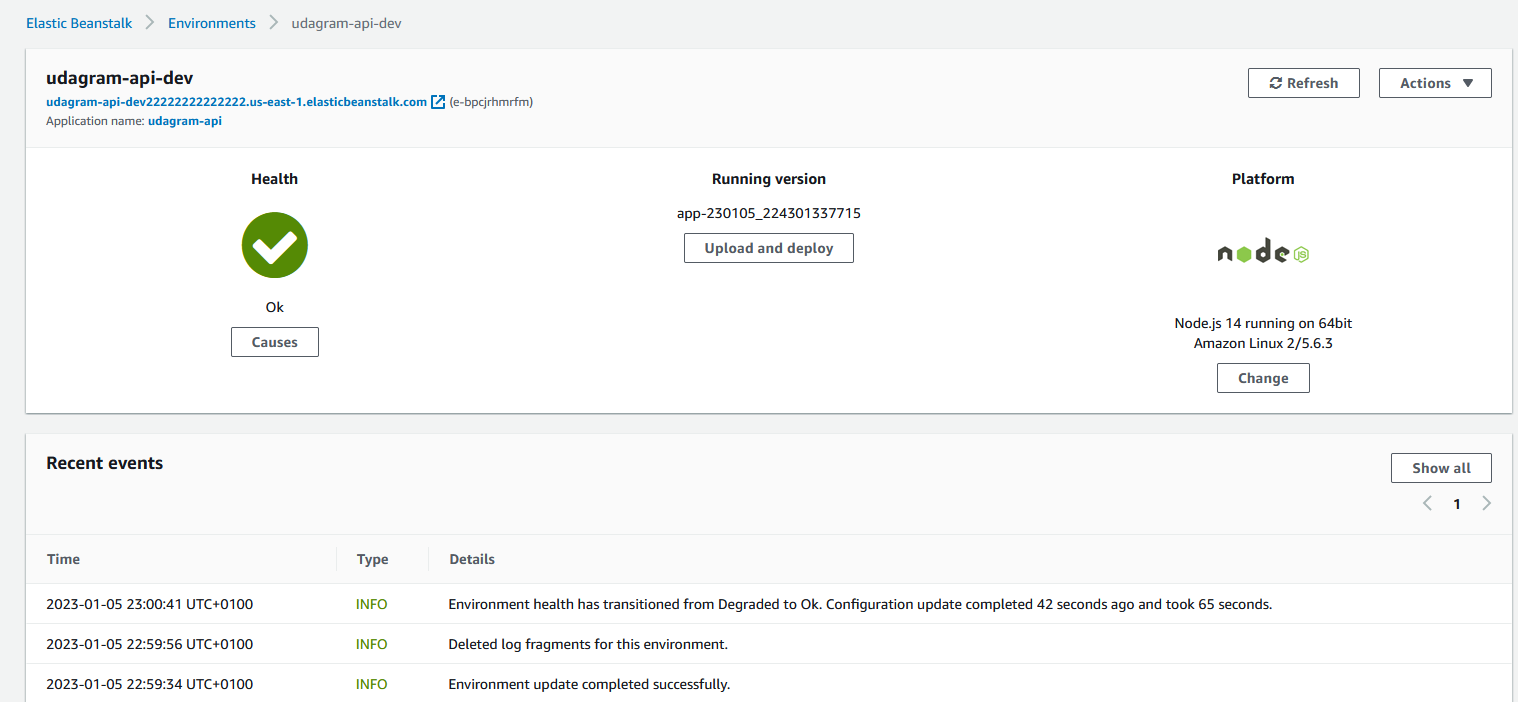 Elastic Beanstalk > Environments > udagram-api-dev
udagram-api-dev
Refresh
Actions
udagram-api-dev22222222222222.us-east-1.elasticbeanstalk.com (e-bpcjrhmrfm)
Application name: udagram-api
Health
Ok
Causes
Running version
app-230105_224301337715
Upload and deploy
Platform
node JS
Node.js 14 running on 64bit
Amazon Linux 2/5.6.3
Change
Recent events
Show all
1
Time Type Details
2023-01-05 23:00:41 UTC+0100 INFO Environment health has transitioned from Degraded to Ok. Configuration update completed 42 seconds ago and took 65 seconds.
2023-01-05 22:59:56 UTC+0100 INFO Deleted log fragments for this environment.
2023-01-05 22:59:34 UTC+0100 INFO Environment update completed successfully.